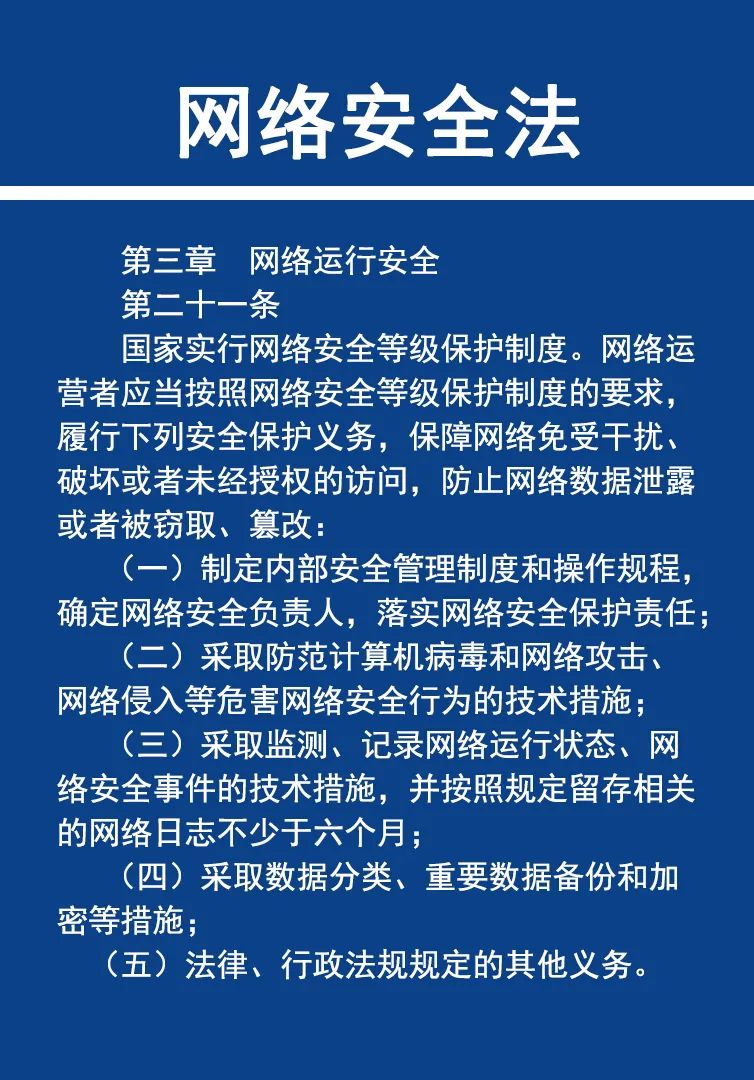 网络安全法
第三章　网络运行安全
第二十一条
国家实行网络安全等级保护制度。网络运
营者应当按照网络安全等级保护制度的要求，
履行下列安全保护义务，保障网络免受干扰、
破坏或者未经授权的访问，防止网络数据泄露
或者被窃取、篡改：
（一）制定内部安全管理制度和操作规程，
确定网络安全负责人，落实网络安全保护责任；
（二）采取防范计算机病毒和网络攻击、
网络侵入等危害网络安全行为的技术措施；
（三）采取监测、记录网络运行状态、网
络安全事件的技术措施，并按照规定留存相关
的网络日志不少于六个月；
（四）采取数据分类、重要数据备份和加
密等措施；
（五）法律、行政法规规定的其他义务。